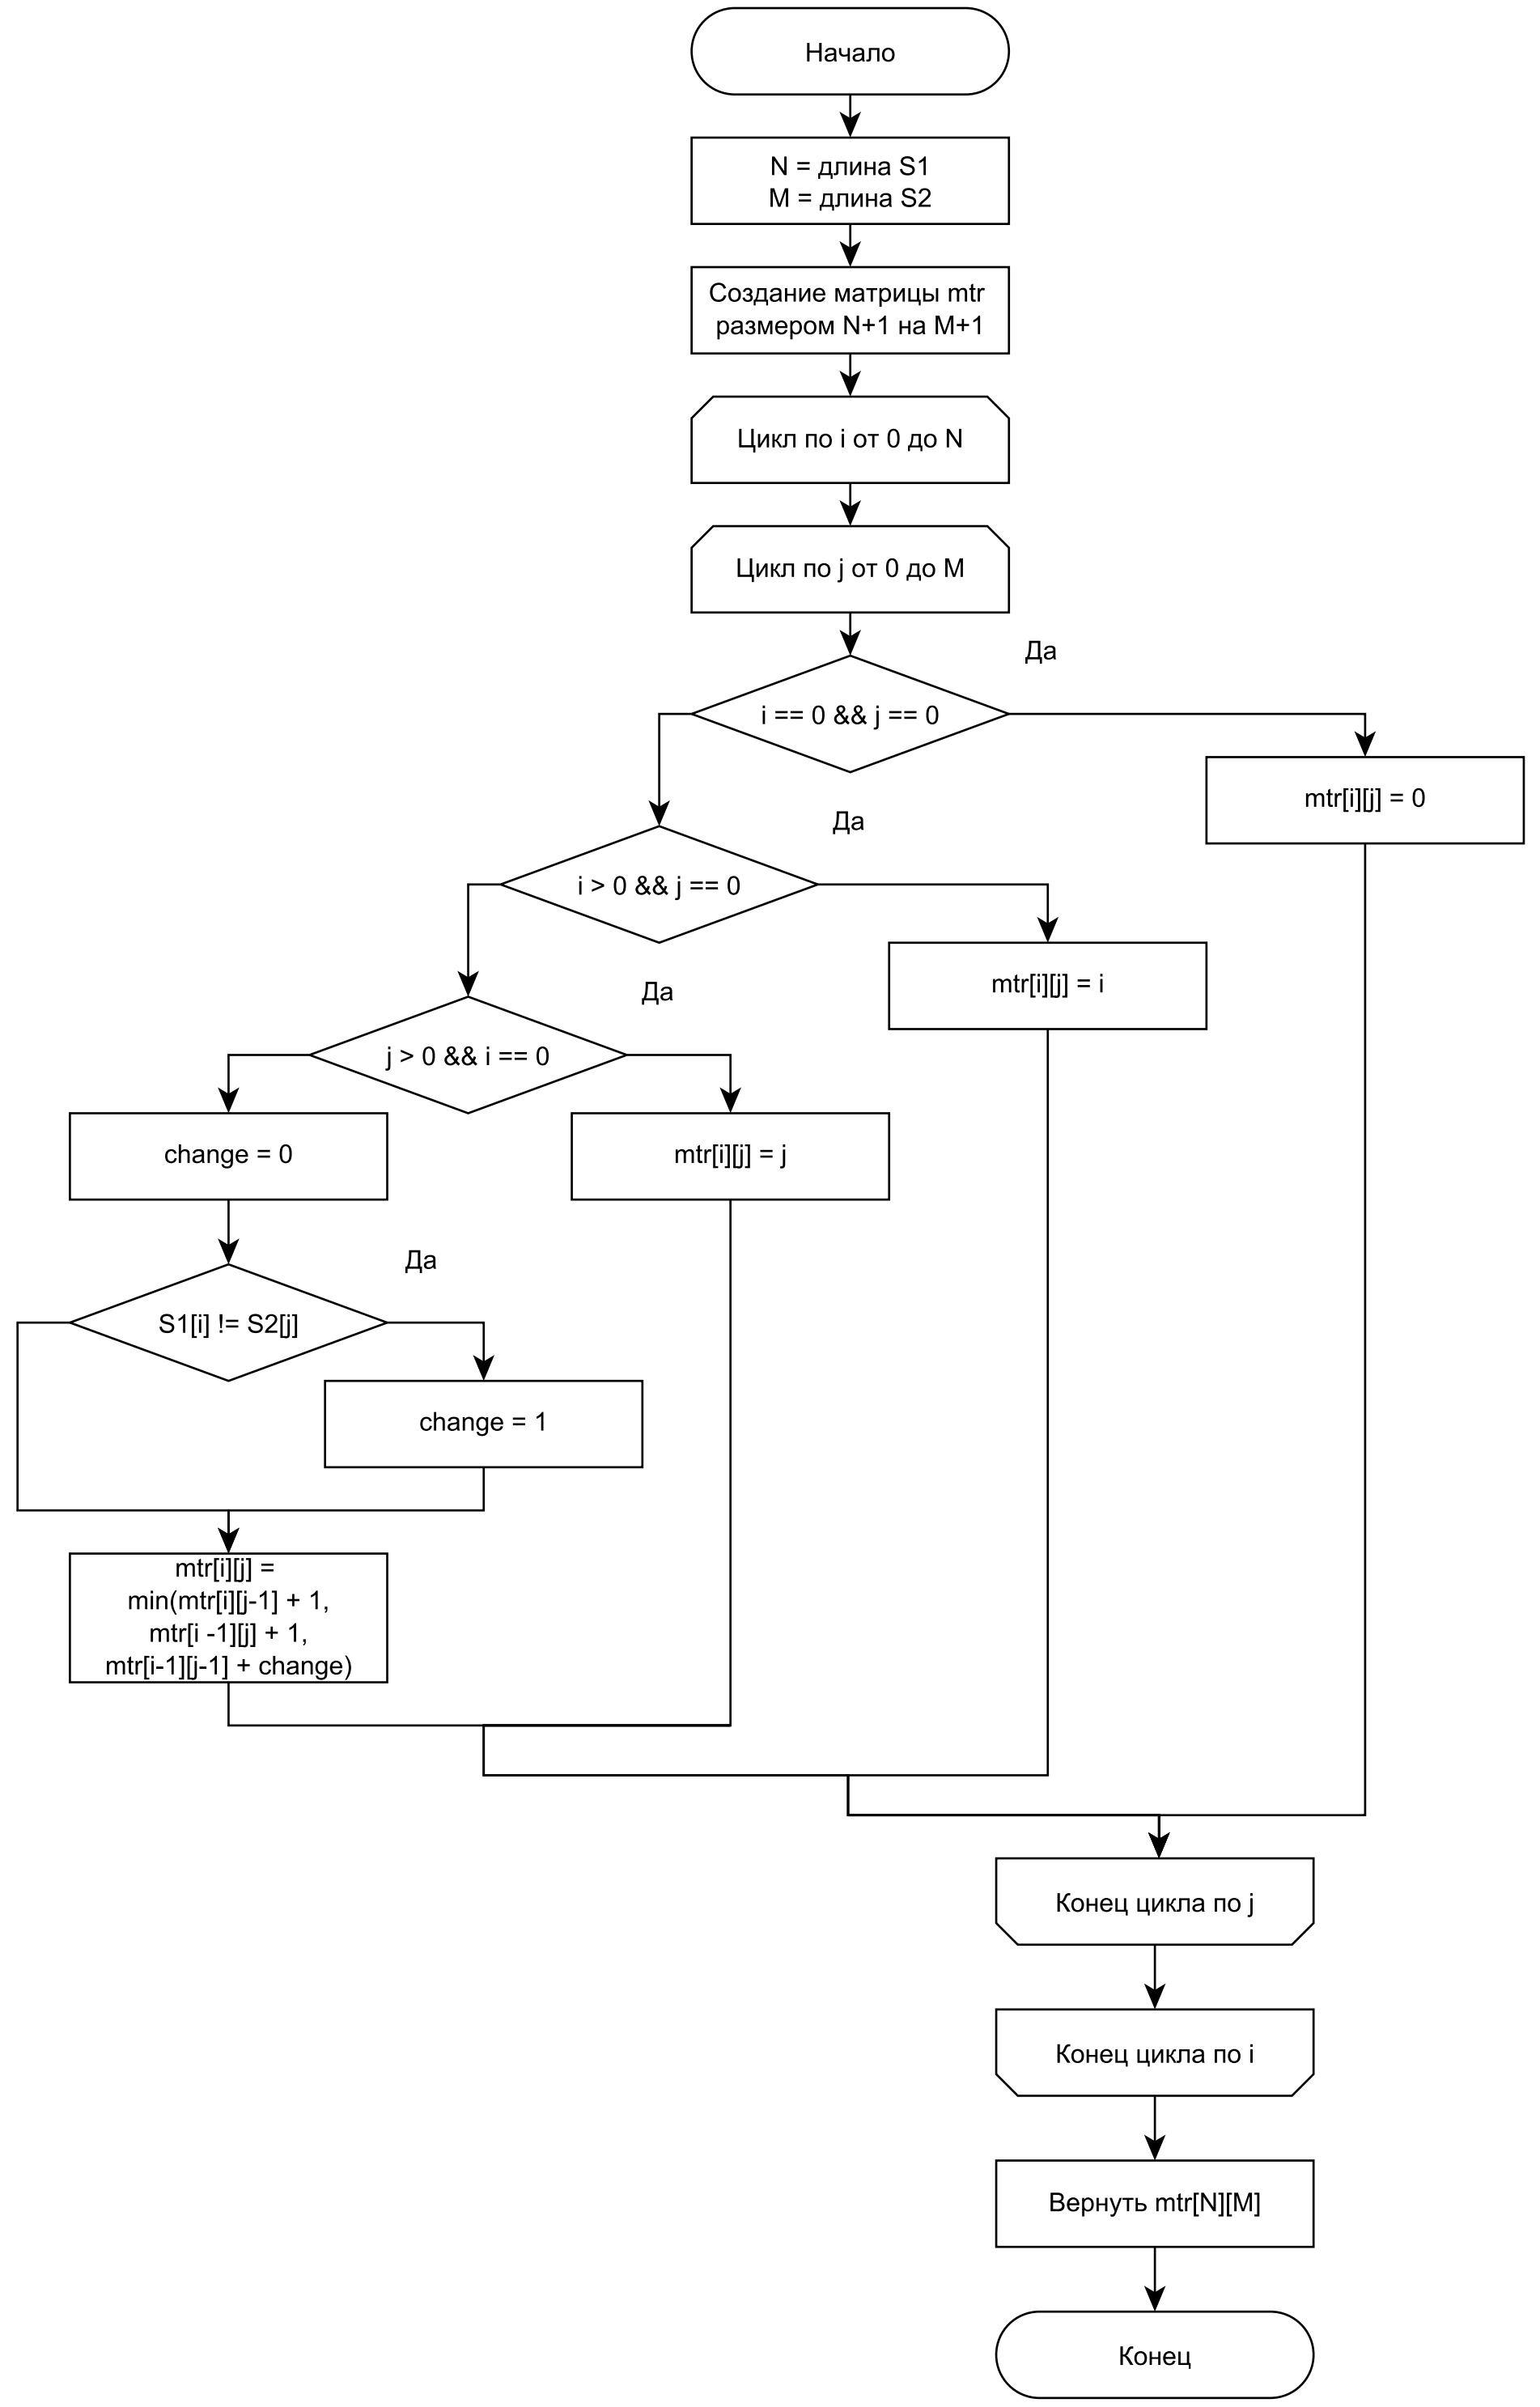 Начало
N = длина S1
M = длина S2
Создание матрицы mtr
размером N+1 на M+1
Цикл по i от 0 до N
Цикл по j от 0 до M
Да
i == 0 && j == 0
mtr[i][j] = 0
Да
i > 0 && j == 0
mtr[i][j] = i
Да
j > 0 && i == 0
change = 0
mtr[i][j] = j
Да
S1[i] != S2[j]
change = 1
mtr[i][j] =
min(mtr[i][j-1] + 1,
mtr[i -1][j] + 1,
mtr[i-1][j-1] + change)
Конец цикла по j
Конец цикла по i
Вернуть mtr[N][M]
Конец